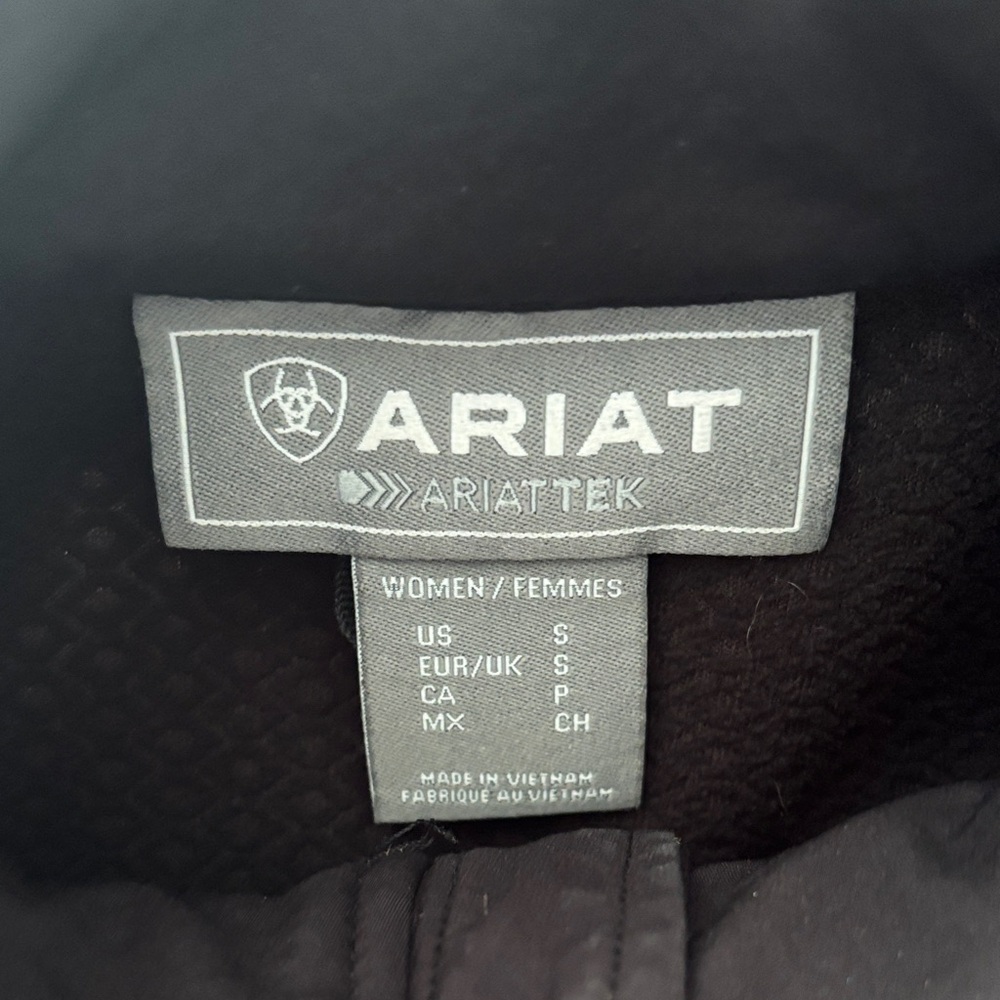 ARIAT
ARIATTEK
WOMEN / FEMMES
US S
EUR/UK S
CA P
MX CH
MADE IN VIETNAM
FABRIQUE AU VIETNAM